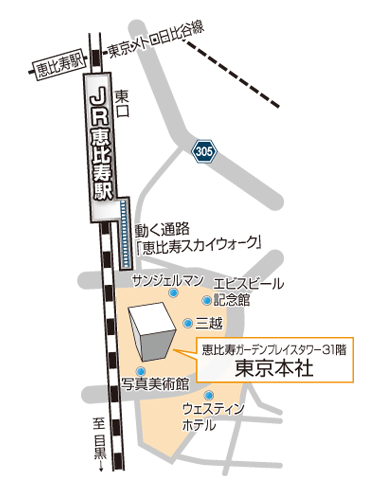 東京メトロ日比谷線
恵比寿駅
東口
JR恵比寿駅
305
動く通路
「恵比寿スカイウォーク」
サンジェルマン
エビスビール
記念館
三越
恵比寿ガーデンプレイスタワー31階
東京本社
写真美術館
ウェスティン
ホテル
至 目黒→